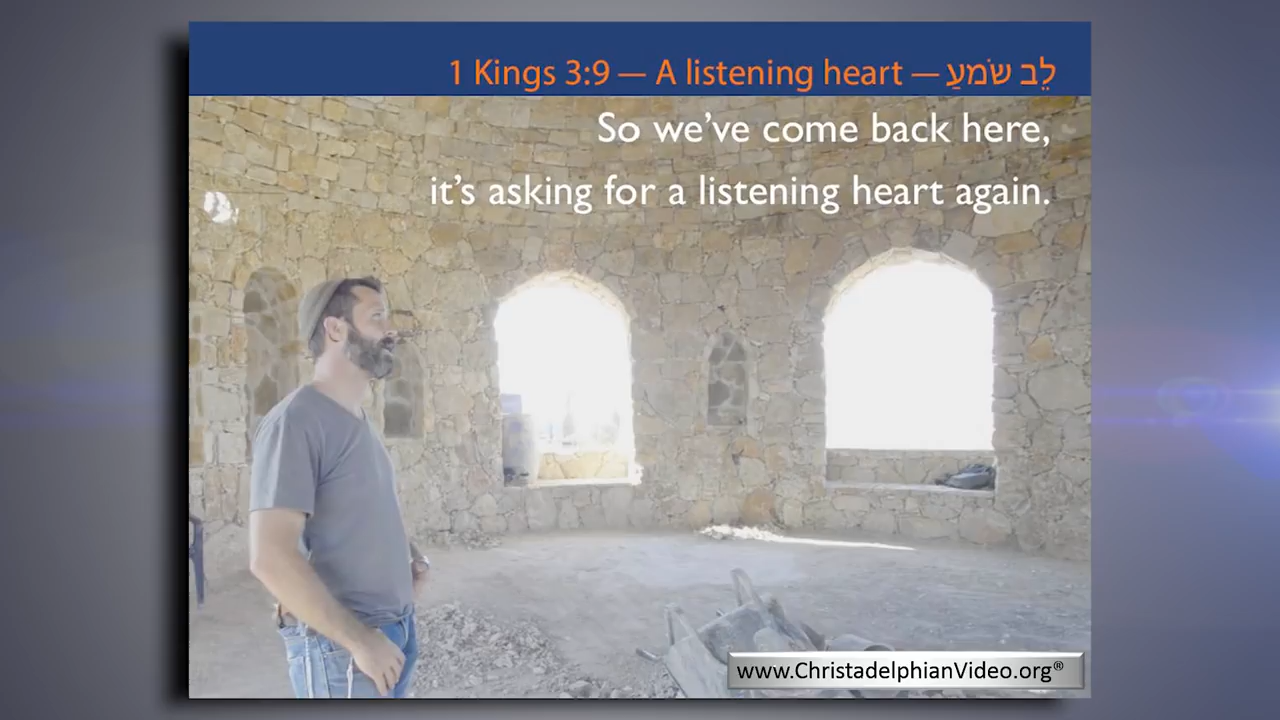 1 Kings 3:9 — A listening heart — לֵב שֹׁמֵעַ
So we've come back here,
it's asking for a listening heart again.
www.ChristadelphianVideo.org®